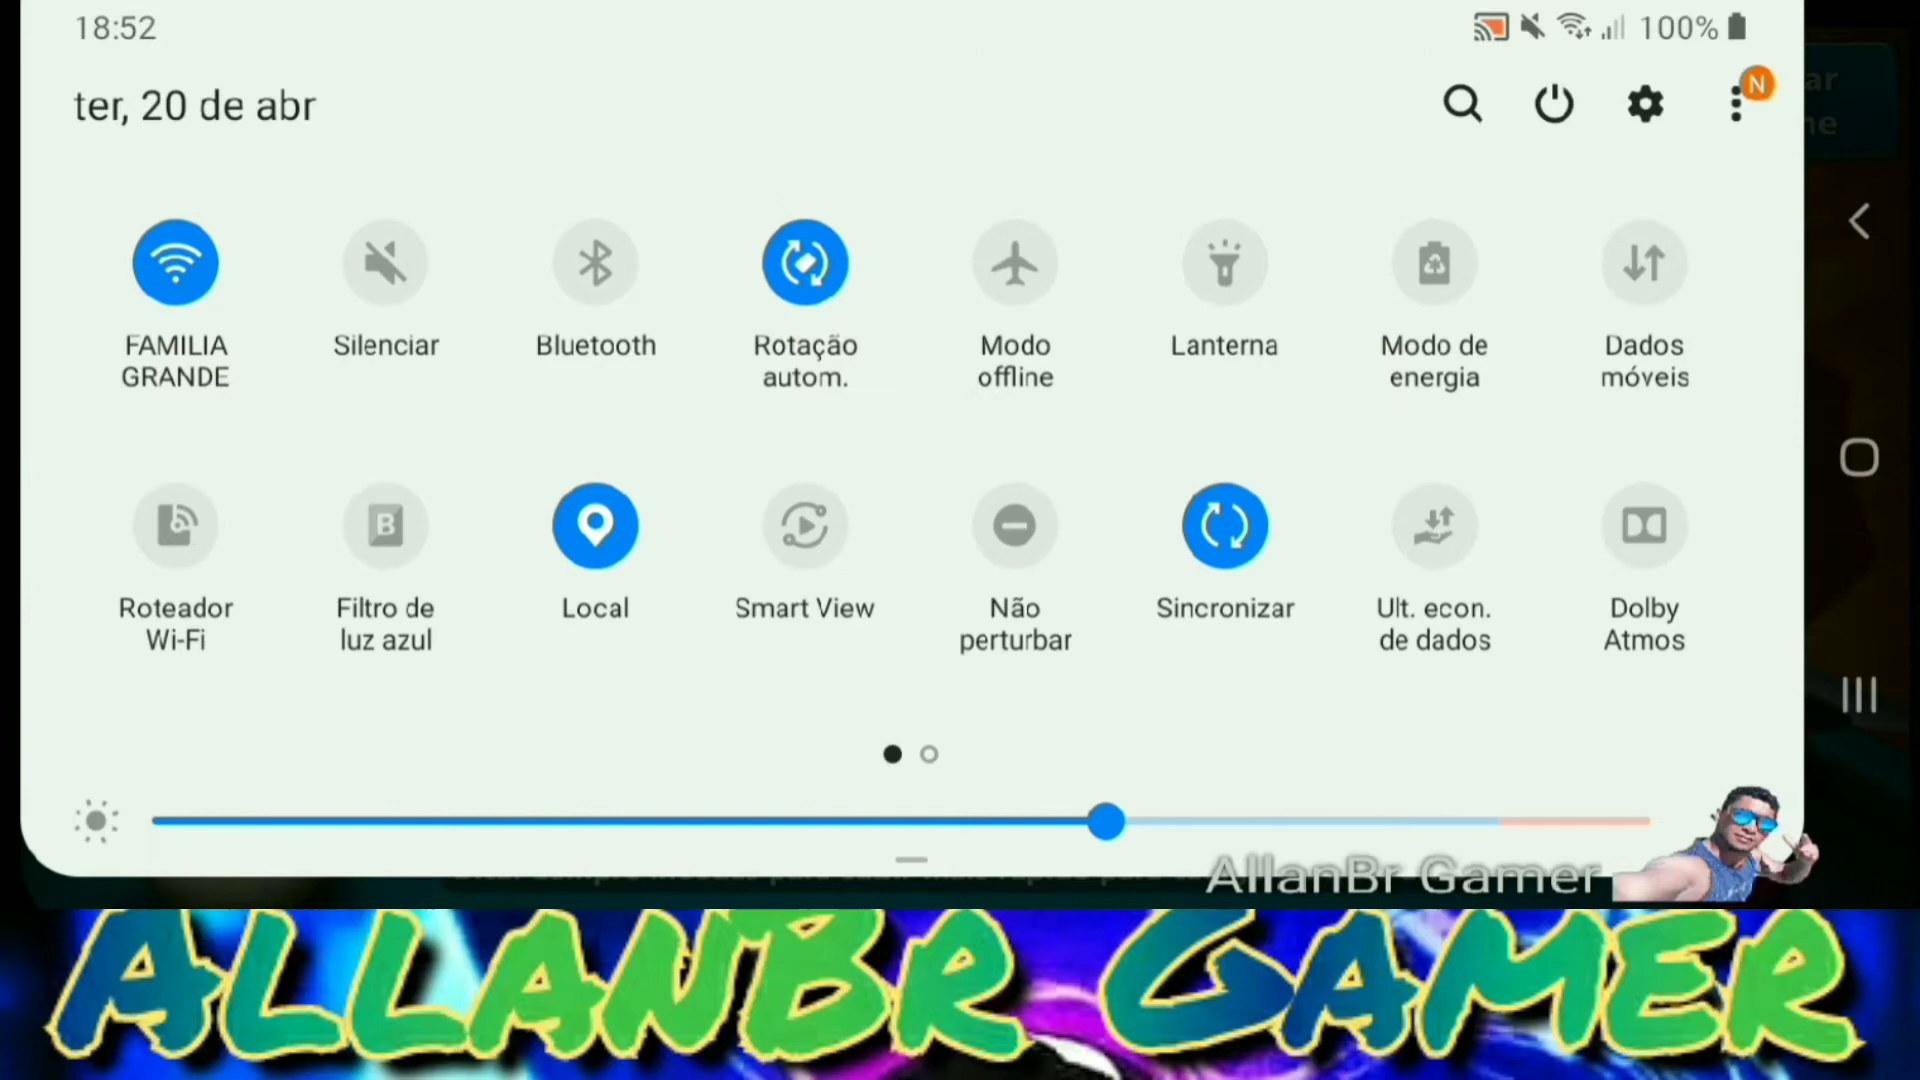 18:52
100%
ter, 20 de abr
N
ar
ne
FAMILIA
GRANDE
Silenciar
Bluetooth
Rotação
autom.
Modo
offline
Lanterna
Modo de
energia
Dados
móveis
Roteador
Wi-Fi
B
Filtro de
luz azul
Local
Smart View
Não
perturbar
Sincronizar
Ult. econ.
de dados
Dolby
Atmos
AllanBr Gamer
ALLANBR GAMER